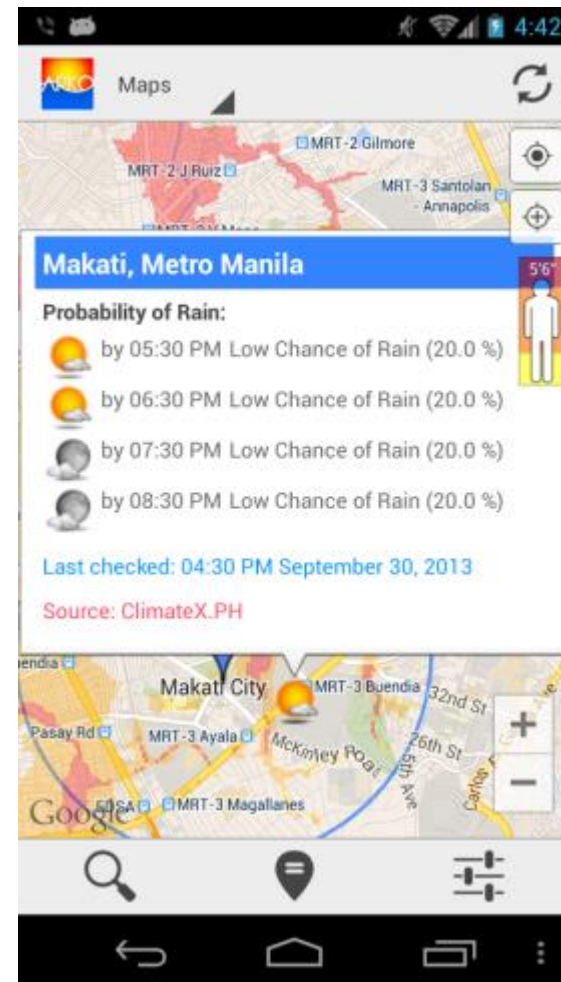 4:42
ARKO
Maps
MRT-2 Gilmore
MRT-2 J Ruiz
MRT-3 Santolan
- Annapolis
Makati, Metro Manila
5'6"
Probability of Rain:
by 05:30 PM Low Chance of Rain (20.0 %)
by 06:30 PM Low Chance of Rain (20.0 %)
by 07:30 PM Low Chance of Rain (20.0 %)
by 08:30 PM Low Chance of Rain (20.0 %)
Last checked: 04:30 PM September 30, 2013
Source: ClimateX.PH
endia
Makati City
MRT-3 Buendia
32nd St
Pasay Rd
MRT-3 Ayala
McKinley Road
26th St
5th Ave
Google
EDSA
MRT-3 Magallanes